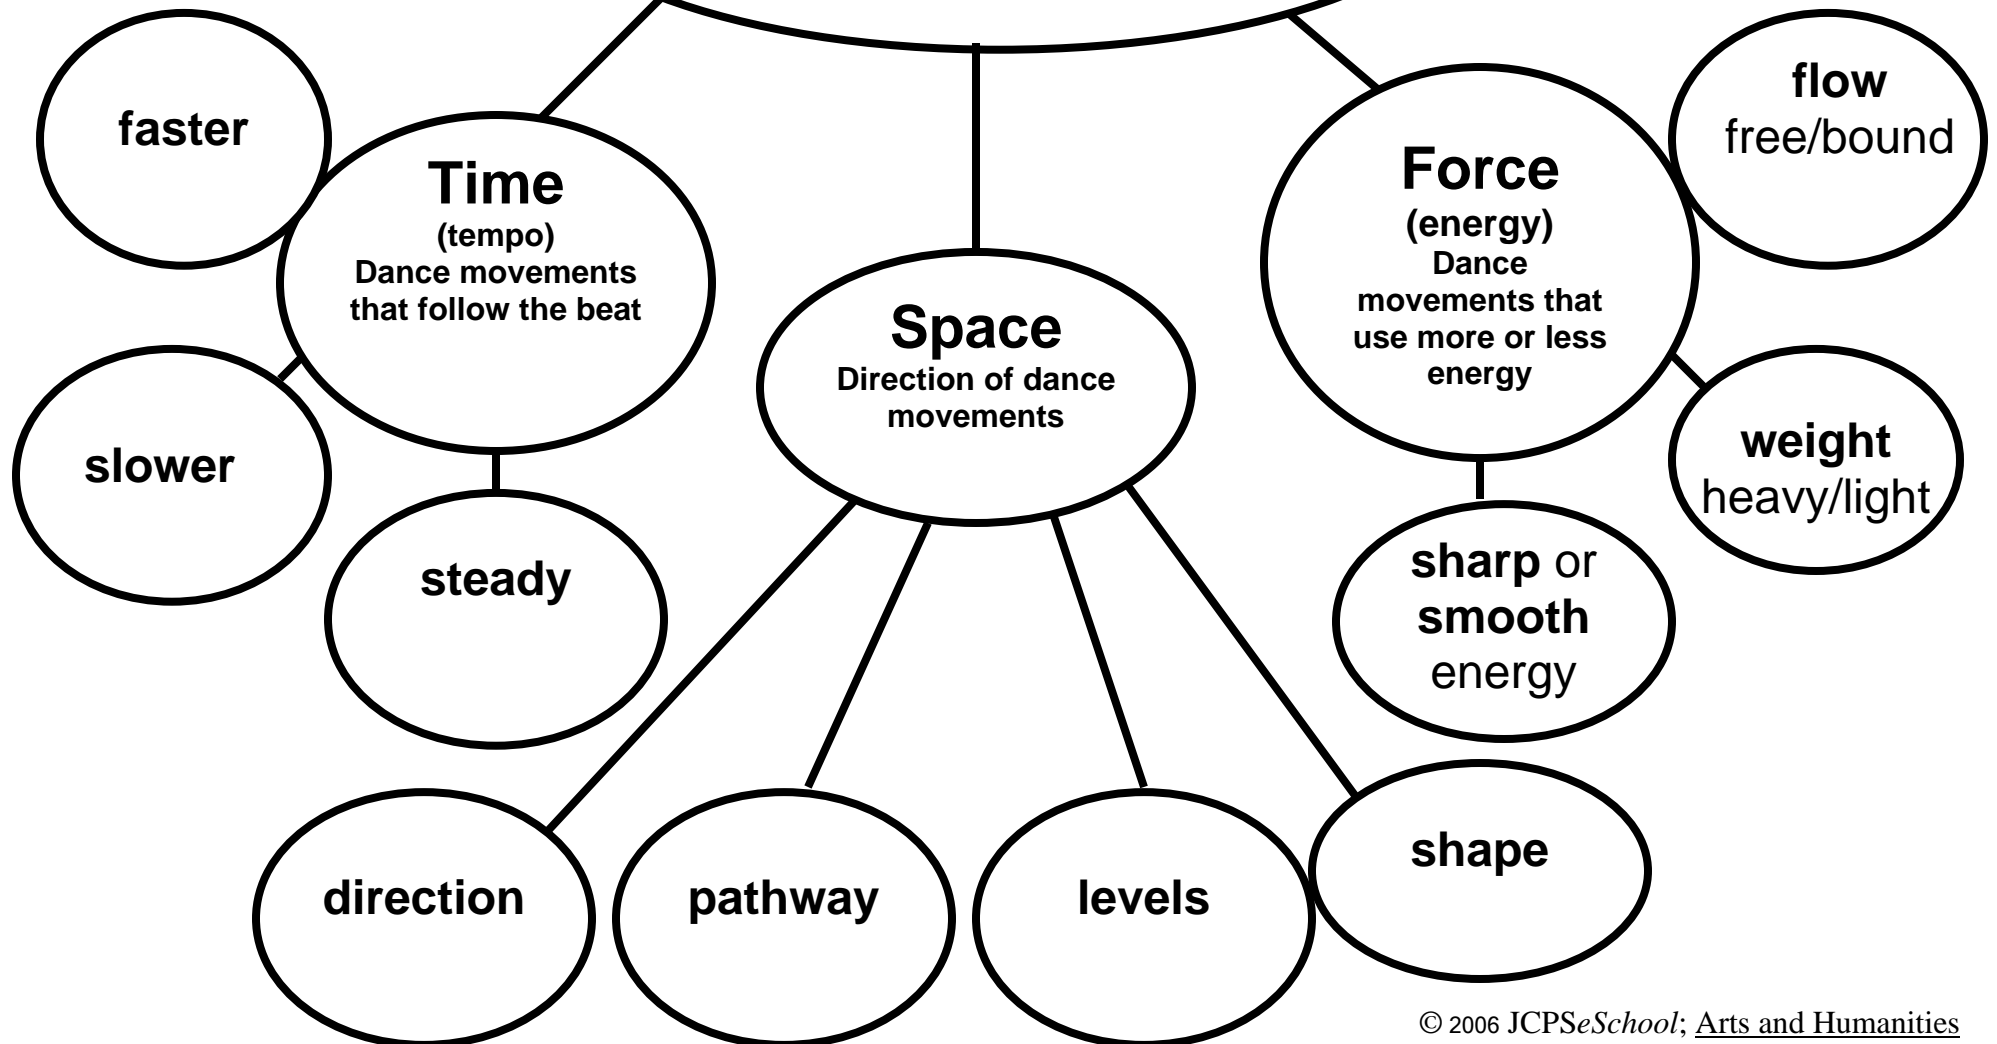 faster
Time
(tempo)
Dance movements
that follow the beat
slower
steady
Space
Direction of dance
movements
Force
(energy)
Dance
movements that
use more or less
energy
flow
free/bound
weight
heavy/light
sharp or
smooth
energy
direction
pathway
levels
shape
© 2006 JCPSeSchool; Arts and Humanities